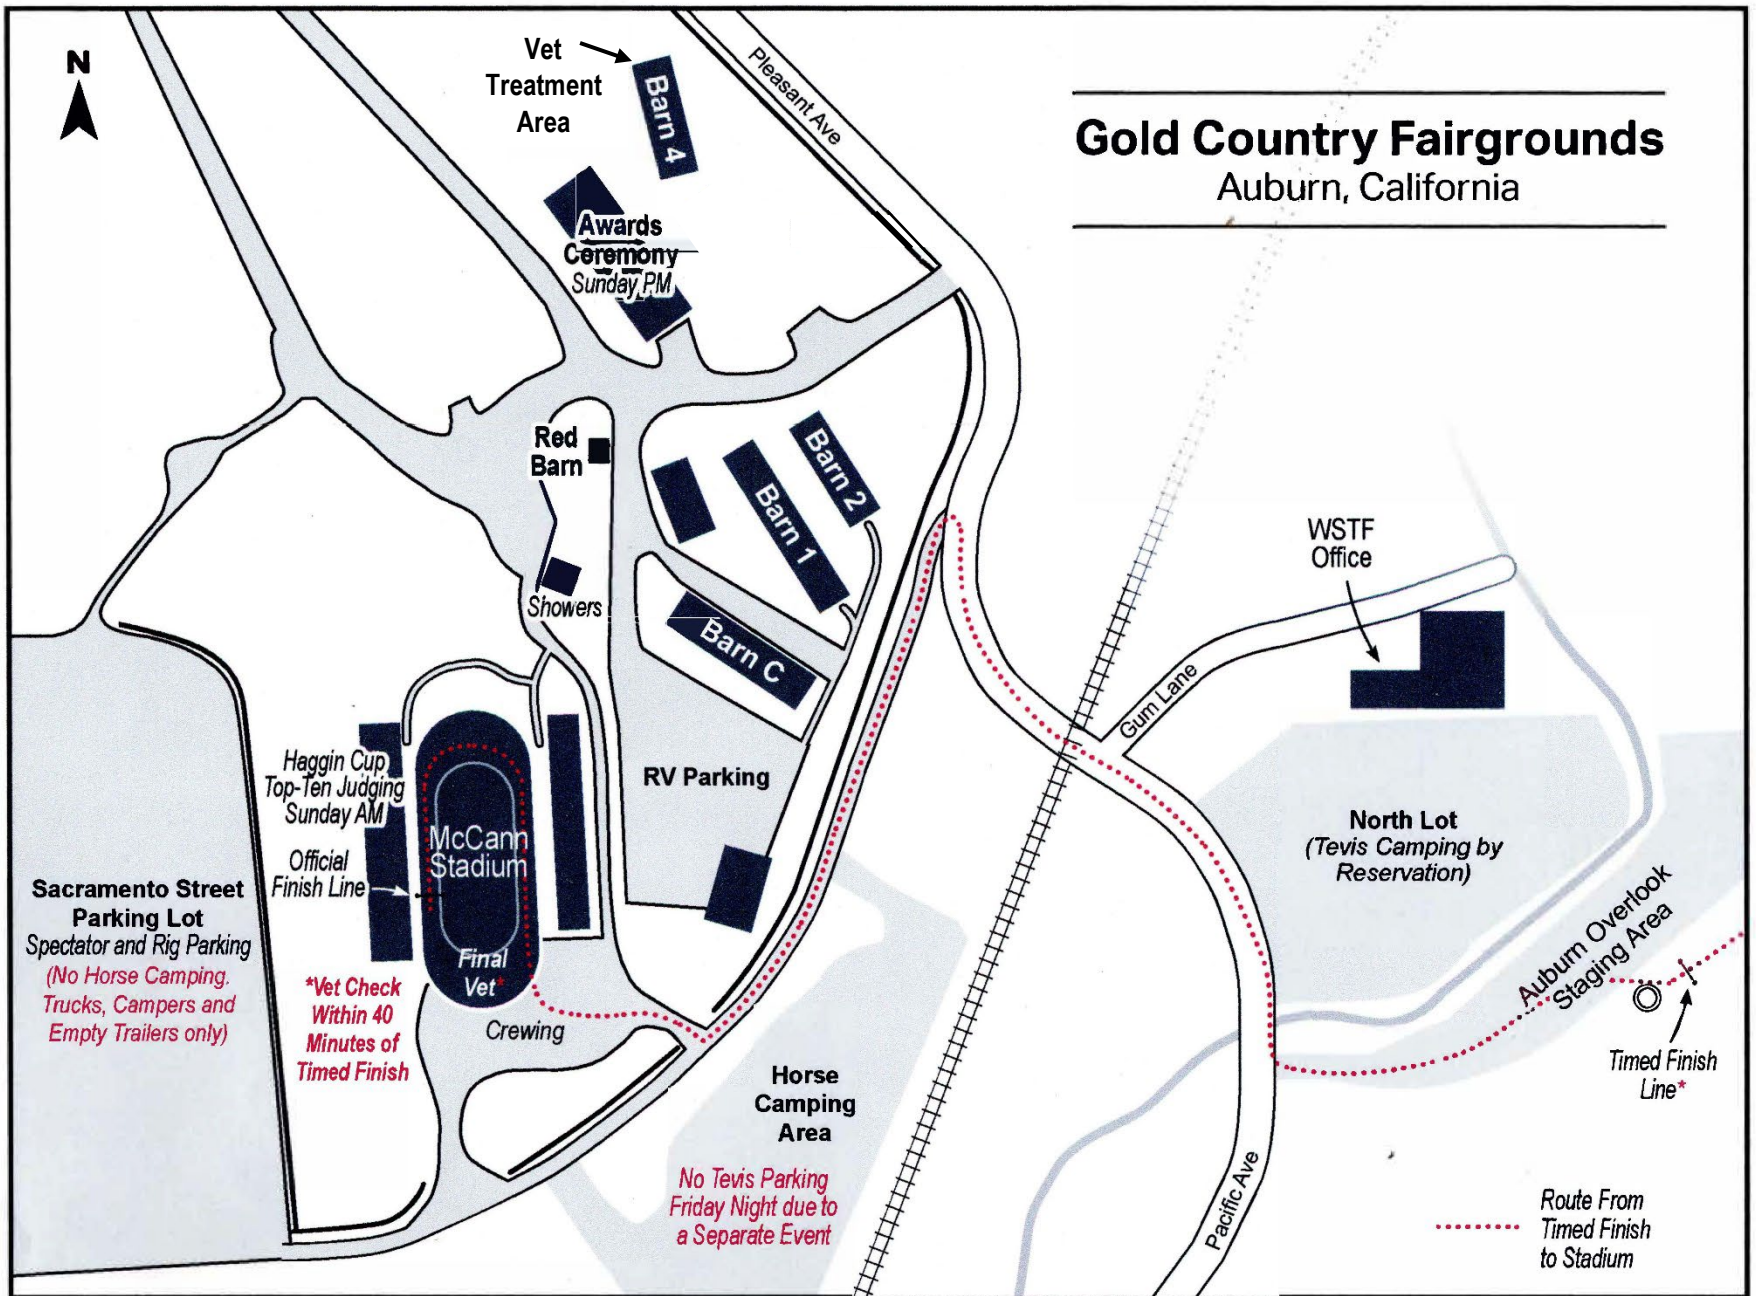 N
Vet
Treatment
Area
Barn 4
Pleasant Ave
Gold Country Fairgrounds
Auburn, California
Awards
Ceremony
Sunday PM
Red
Barn
Barn 2
Barn 1
Showers
Barn C
WSTF
Office
Gum Lane
Haggin Cup
Top-Ten Judging
Sunday AM
McCann
Stadium
Official
Finish Line
RV Parking
North Lot
(Tevis Camping by
Reservation)
Sacramento Street
Parking Lot
Spectator and Rig Parking
(No Horse Camping.
Trucks, Campers and
Empty Trailers only)
*Vet Check
Within 40
Minutes of
Timed Finish
Final
Vet*
Crewing
Auburn Overlook
Staging Area
Timed Finish
Line*
Horse
Camping
Area
No Tevis Parking
Friday Night due to
a Separate Event
Pacific Ave
Route From
Timed Finish
to Stadium